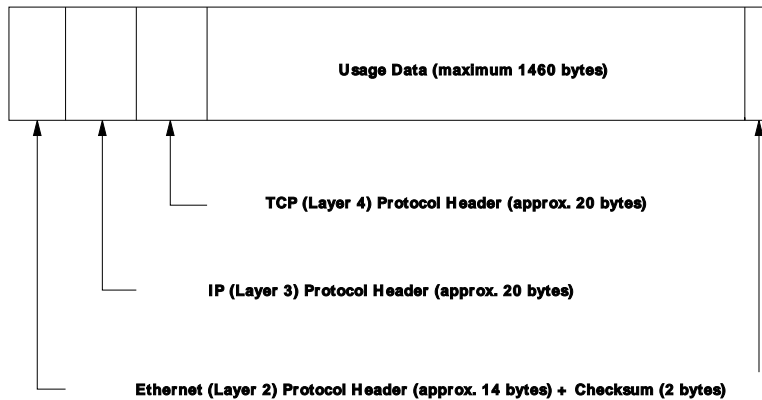 Usage Data (maximum 1460 bytes)
TCP (Layer 4) Protocol Header (approx. 20 bytes)
IP (Layer 3) Protocol Header (approx. 20 bytes)
Ethernet (Layer 2) Protocol Header (approx. 14 bytes) + Checksum (2 bytes)